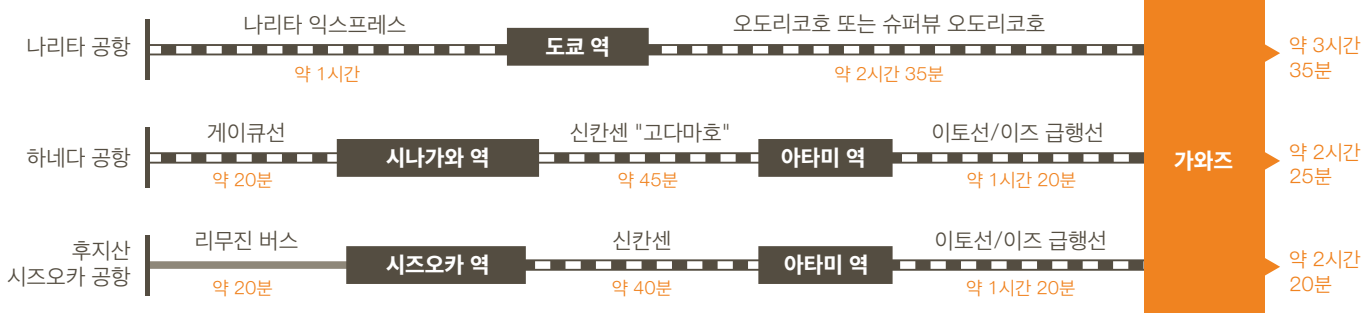 나리타 공항
나리타 익스프레스
약 1시간
도쿄 역
오도리코호 또는 슈퍼뷰 오도리코호
약 2시간 35분
약 3시간
35분
하네다 공항
게이큐선
약 20분
시나가와 역
신칸센 "고다마호"
약 45분
아타미 역
이토선/이즈 급행선
약 1시간 20분
가와즈
약 2시간
25분
후지산
시즈오카 공항
리무진 버스
약 20분
시즈오카 역
신칸센
약 40분
아타미 역
이토선/이즈 급행선
약 1시간 20분
약 2시간
20분